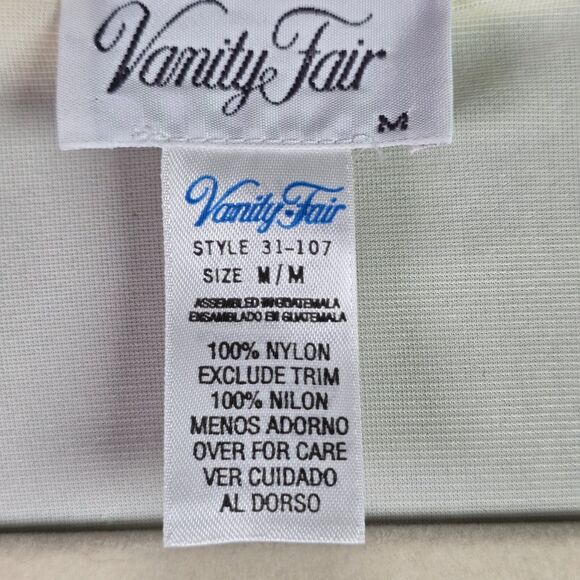 Vanity Fair
M
Vanity Fair
STYLE 31-107
SIZE M/M
ASSEMBLED IN GUATEMALA
ENSAMBLADO EN GUATEMALA
100% NYLON
EXCLUDE TRIM
100% NILON
MENOS ADORNO
OVER FOR CARE
VER CUIDADO
AL DORSO